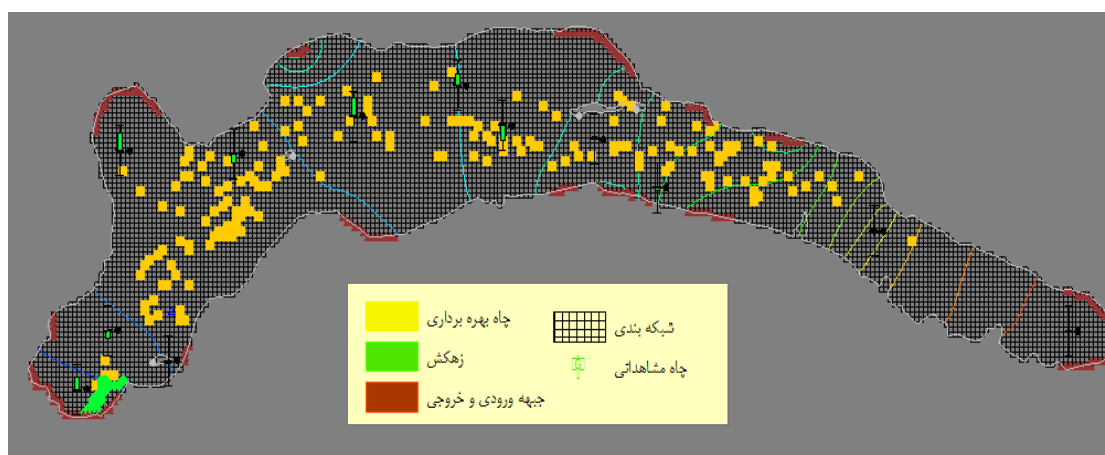 چاه بهره برداری
زهکش
جبهه ورودی و خروجی
شبکه بندی
چاه مشاهداتی